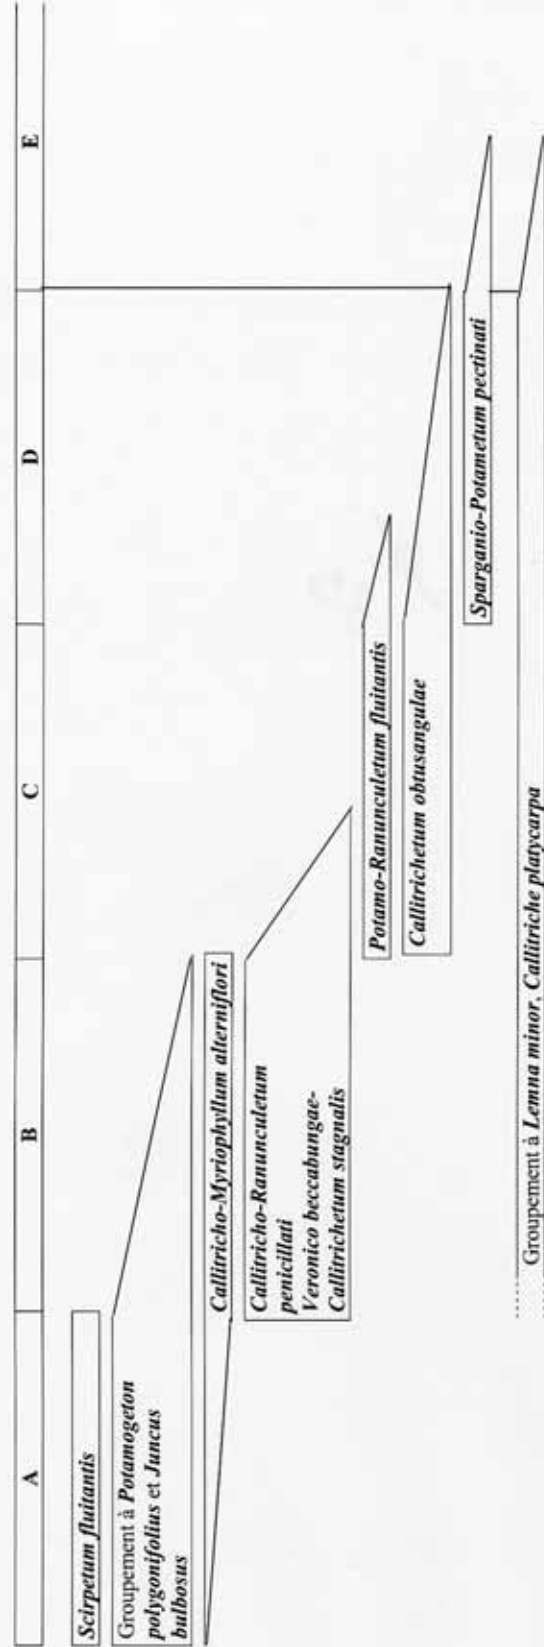 A B C D E
Scirpetum fluitantis
Groupement à Potamogeton
polygonifolius et Juncus
bulbosus
Callitricho-Myriophyllum alterniflori
Callitricho-Ranunculetum
penicillati
Veronico beccabungae-
Callitrichetum stagnalis
Potamo-Ranunculetum fluitantis
Callitrichetum obtusangulae
Sparganio-Potametum pectinati
Groupement à Lemna minor, Callitriche platycarpa